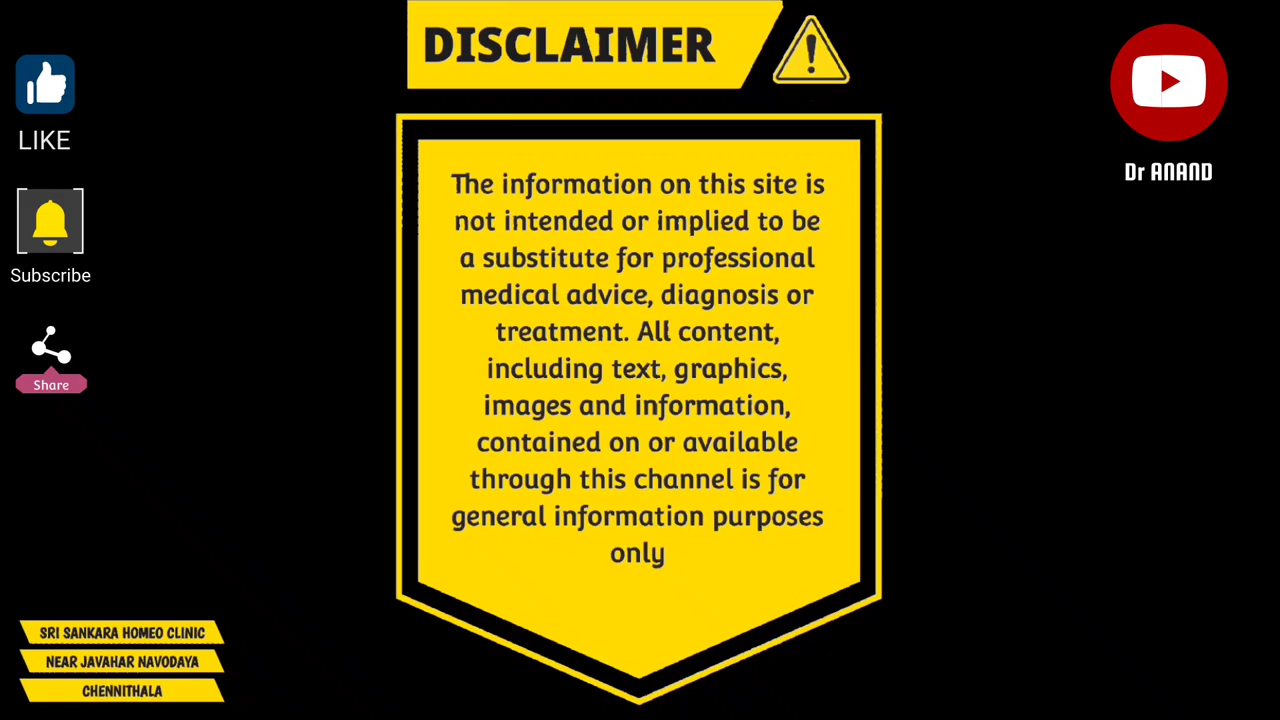 DISCLAIMER
LIKE
Subscribe
Share
Dr ANAND
The information on this site is
not intended or implied to be
a substitute for professional
medical advice, diagnosis or
treatment. All content,
including text, graphics,
images and information,
contained on or available
through this channel is for
general information purposes
only
SRI SANKARA HOMEO CLINIC
NEAR JAVAHAR NAVODAYA
CHENNITHALA